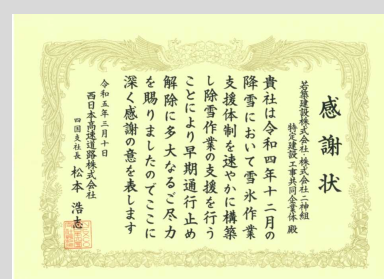 感謝状
若築建設株式会社・株式会社二神組
特定建設工事共同企業体 殿
貴社は令和四年十二月の
降雪において雪氷作業
支援体制を速やかに構築
し除雪作業の支援を行う
ことにより早期通行止め
解除に多大なるご尽力
を賜りましたのでここに
深く感謝の意を表します
令和五年三月十日
西日本高速道路株式会社
四国支社長 松本 浩志